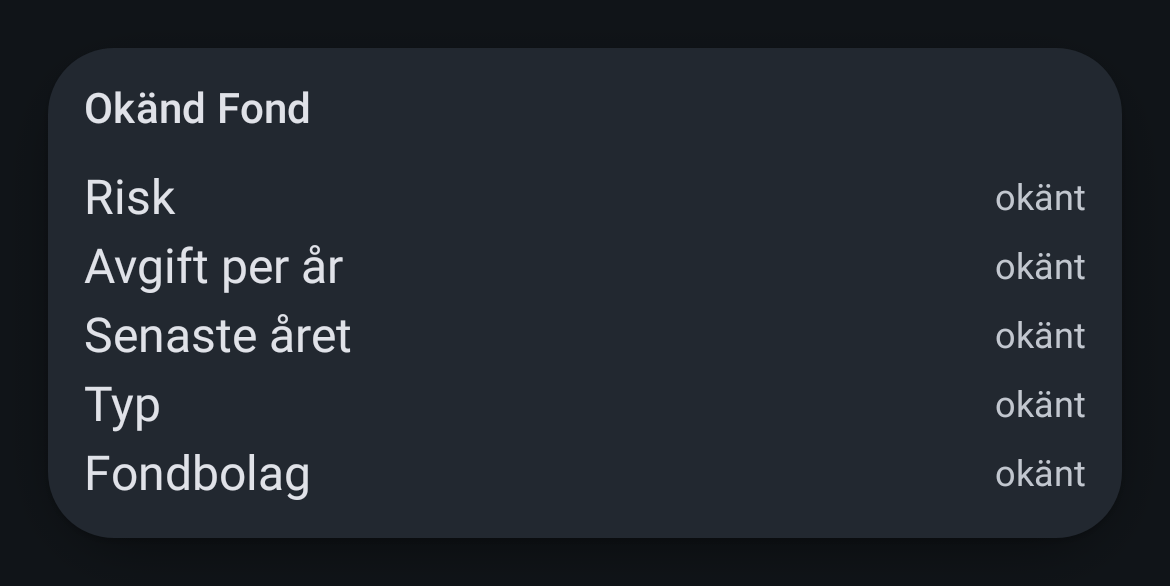 Okänd Fond
Risk okänt
Avgift per år okänt
Senaste året okänt
Typ okänt
Fondbolag okänt